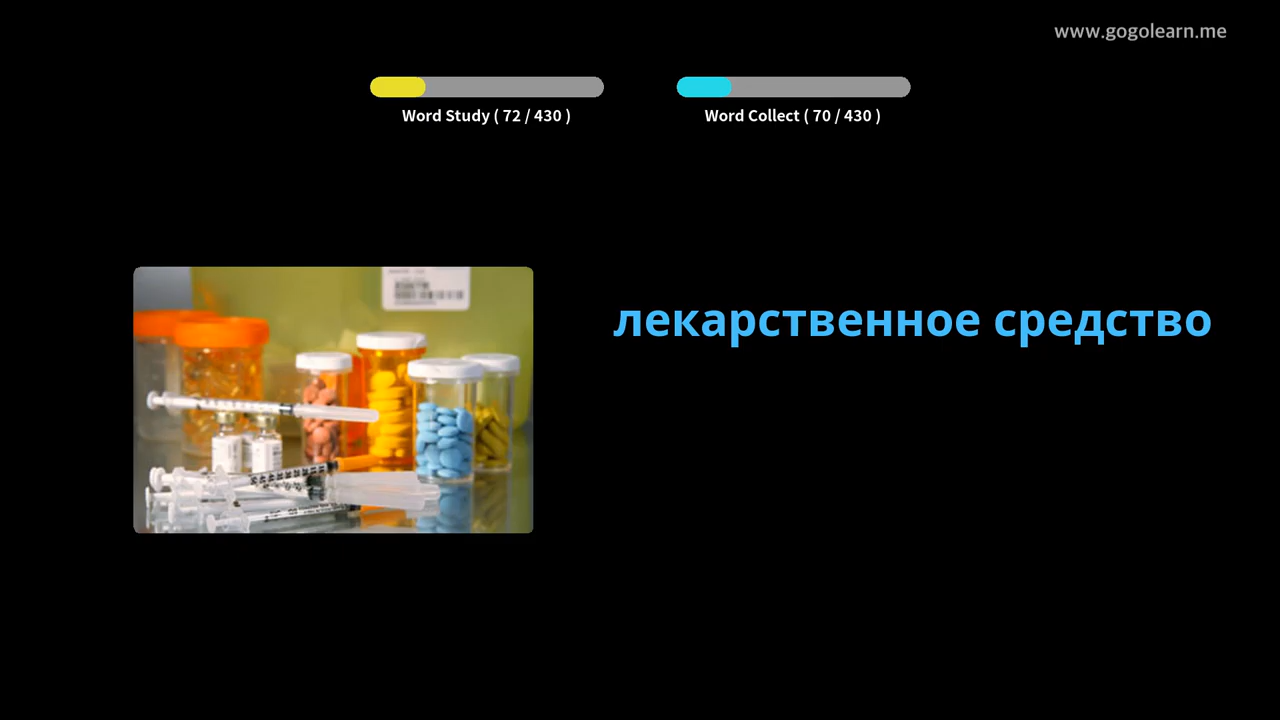 www.gogolearn.me
Word Study ( 72 / 430 )
Word Collect ( 70 / 430 )
лекарственное средство